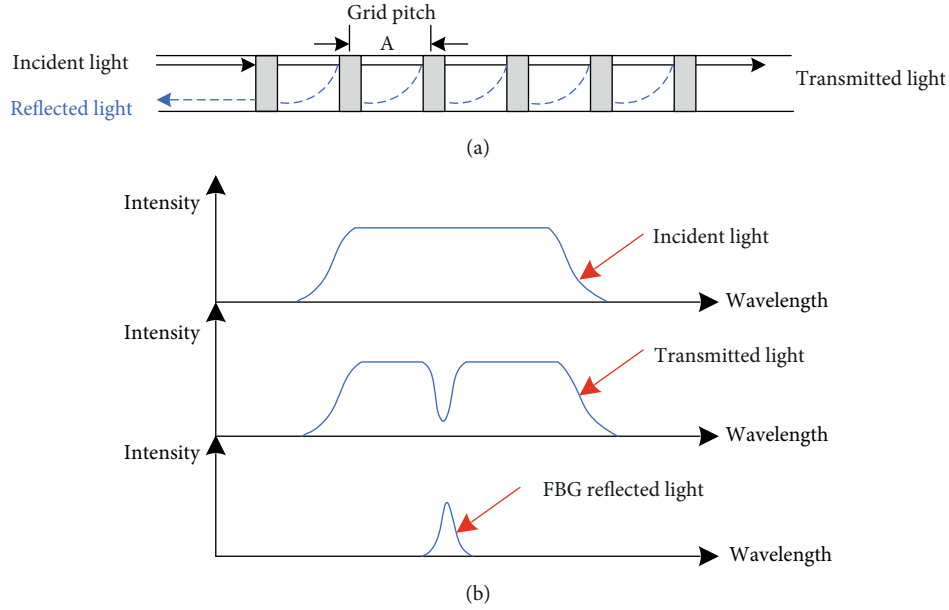 Grid pitch
A
Incident light
Transmitted light
Reflected light
(a)
Intensity
Incident light
Wavelength
Intensity
Transmitted light
Wavelength
Intensity
FBG reflected light
Wavelength
(b)